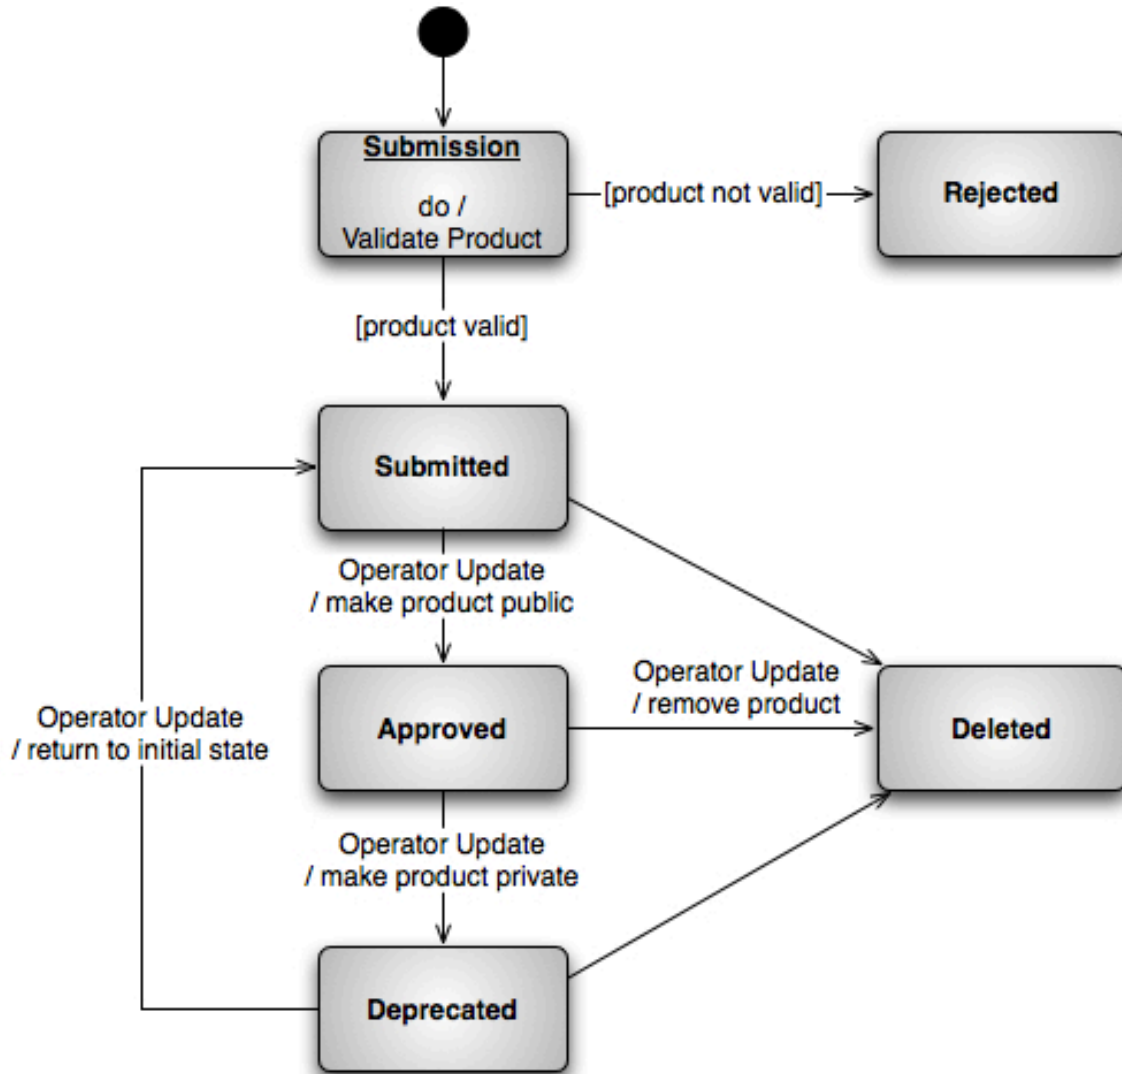 Submission
do /
Validate Product
[product not valid]
Rejected
[product valid]
Submitted
Operator Update
/ make product public
Operator Update
/ remove product
Operator Update
/ return to initial state
Approved
Deleted
Operator Update
/ make product private
Deprecated